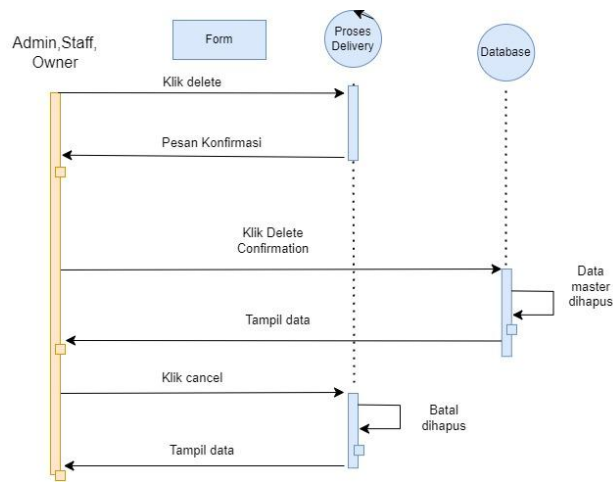 Admin,Staff,
Owner
Form
Proses
Delivery
Database
Klik delete
Pesan Konfirmasi
Klik Delete
Confirmation
Data
master
dihapus
Tampil data
Klik cancel
Batal
dihapus
Tampil data